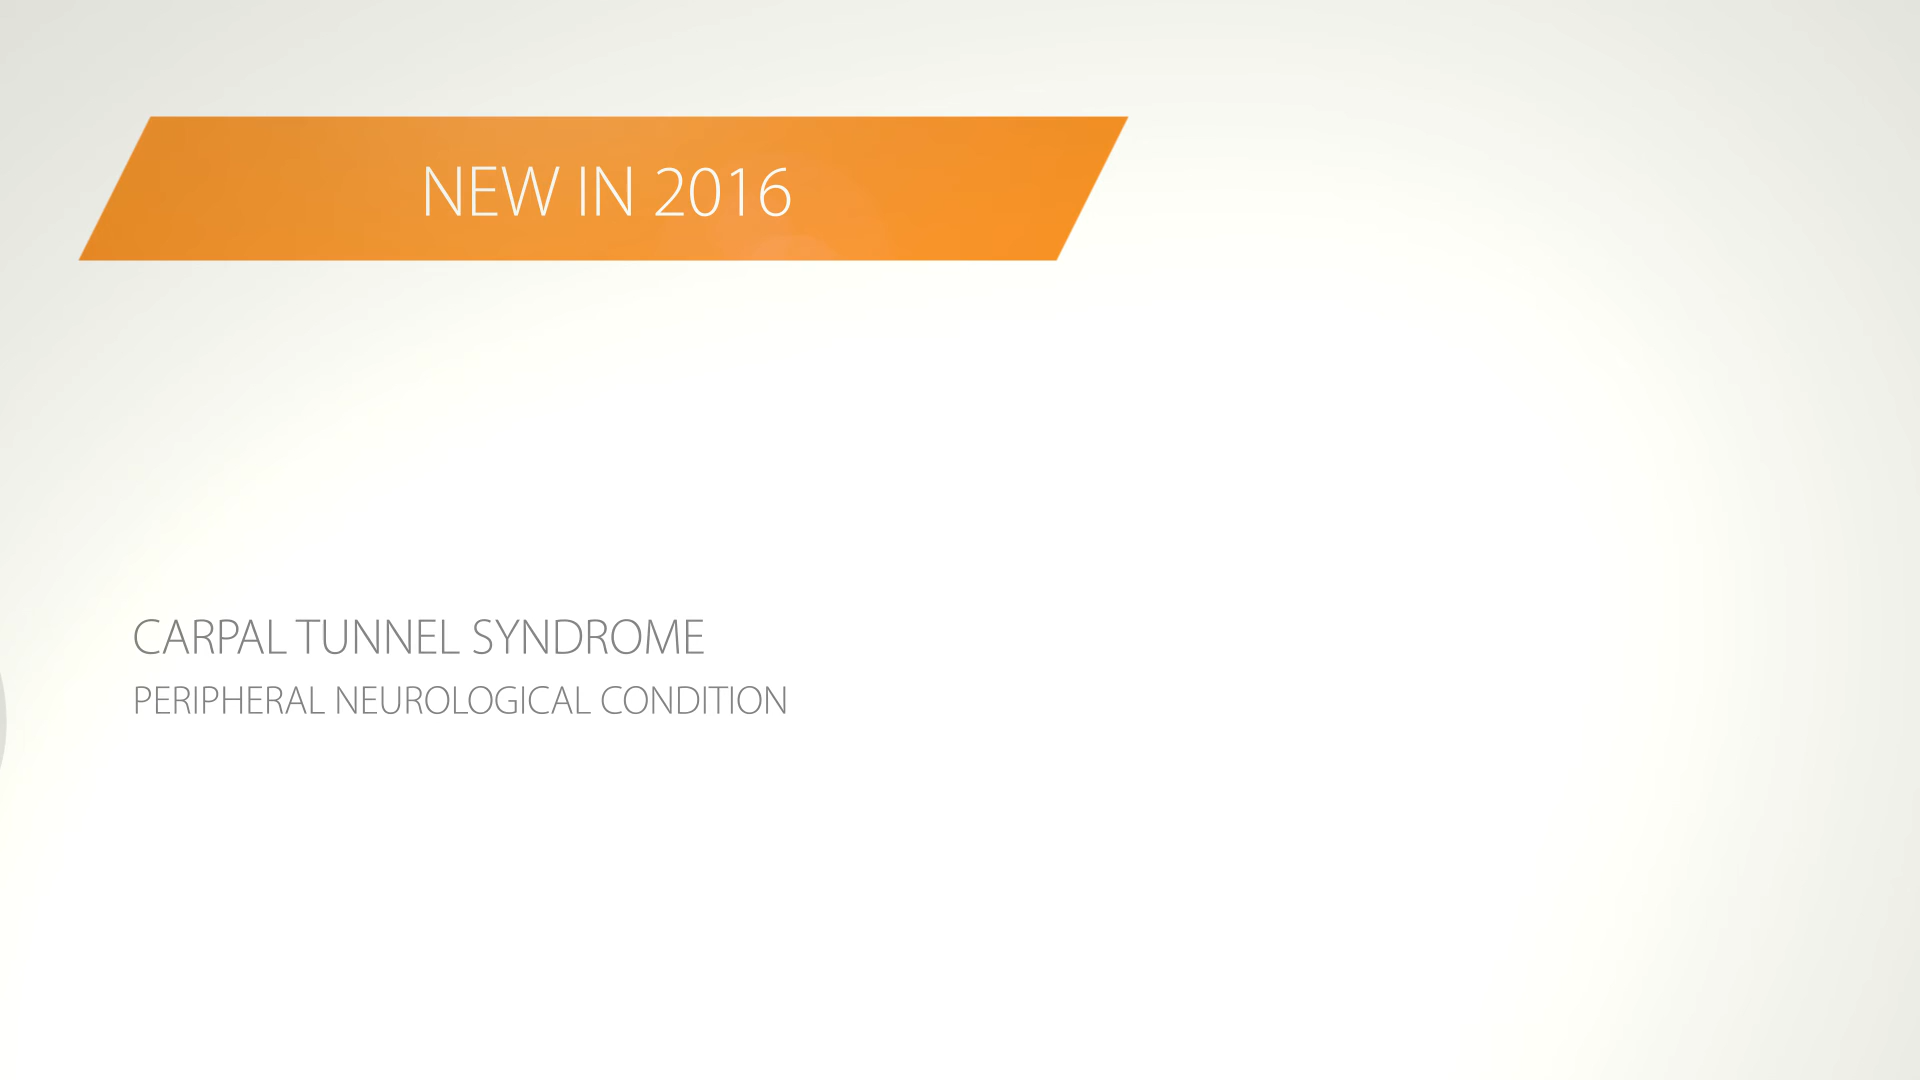 NEW IN 2016
CARPAL TUNNEL SYNDROME
PERIPHERAL NEUROLOGICAL CONDITION